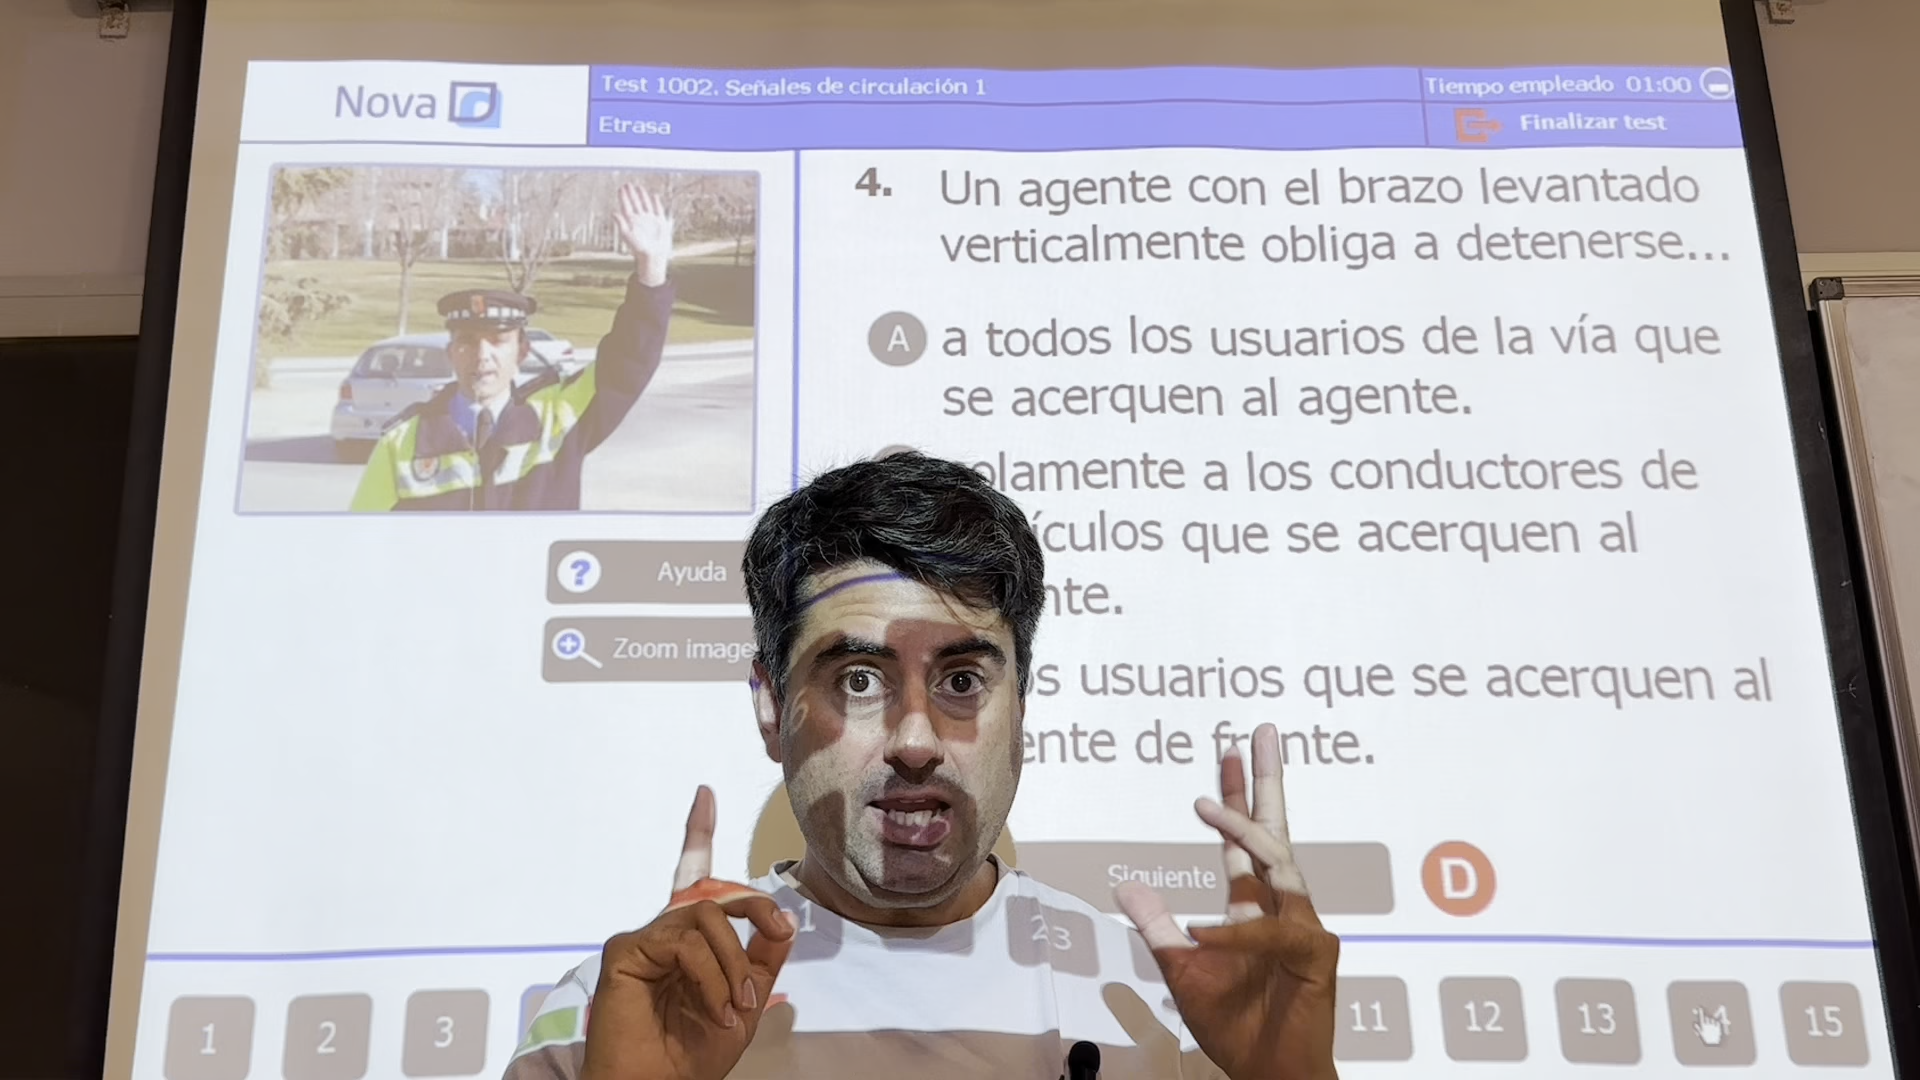 Nova
Test 1002. Señales de circulación 1
Tiempo empleado 01:00
Etrasa
Finalizar test
4. Un agente con el brazo levantado
verticalmente obliga a detenerse...
A a todos los usuarios de la vía que
se acerquen al agente.
olamente a los conductores de
ículos que se acerquen al
nte.
os usuarios que se acerquen al
ente de fr nte.
? Ayuda
Zoom image
Siguiente
D
1 2 3 11 12 13 15